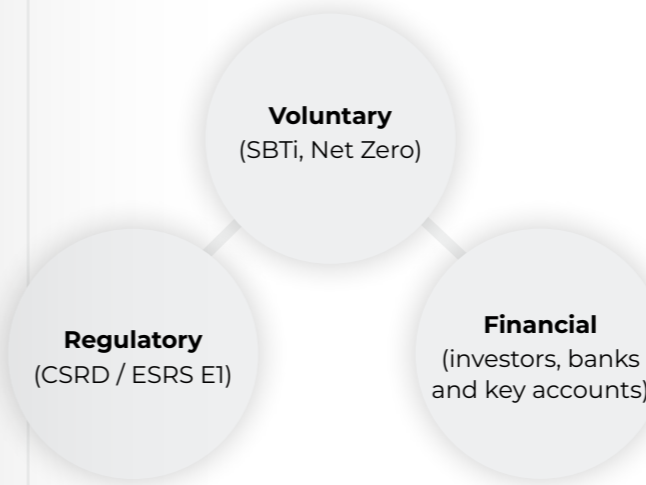 Voluntary
(SBTi, Net Zero)
Regulatory
(CSRD / ESRS E1)
Financial
(investors, banks
and key accounts)